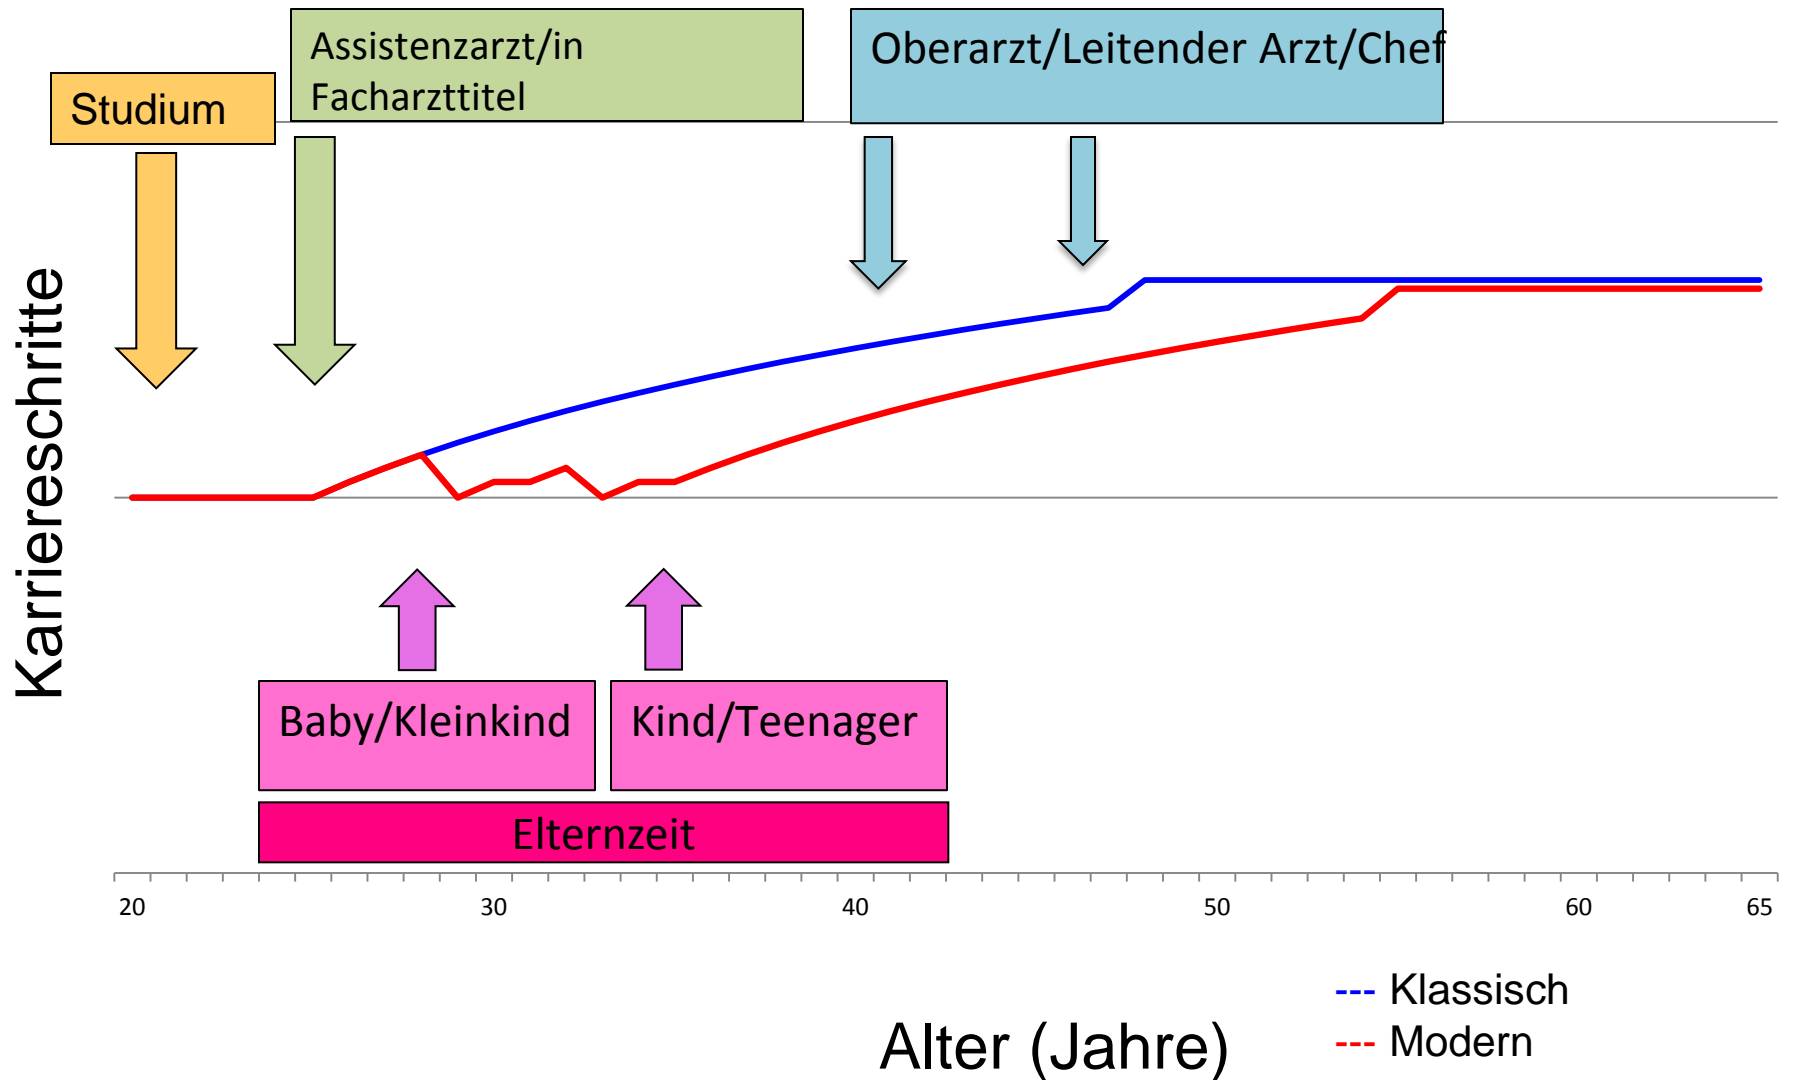 Studium
Assistenzarzt/in
Facharzttitel
Oberarzt/Leitender Arzt/Chef
Karriereschritte
Baby/Kleinkind
Kind/Teenager
Elternzeit
20
30
40
50
60
65
Alter (Jahre)
--- Klassisch
--- Modern